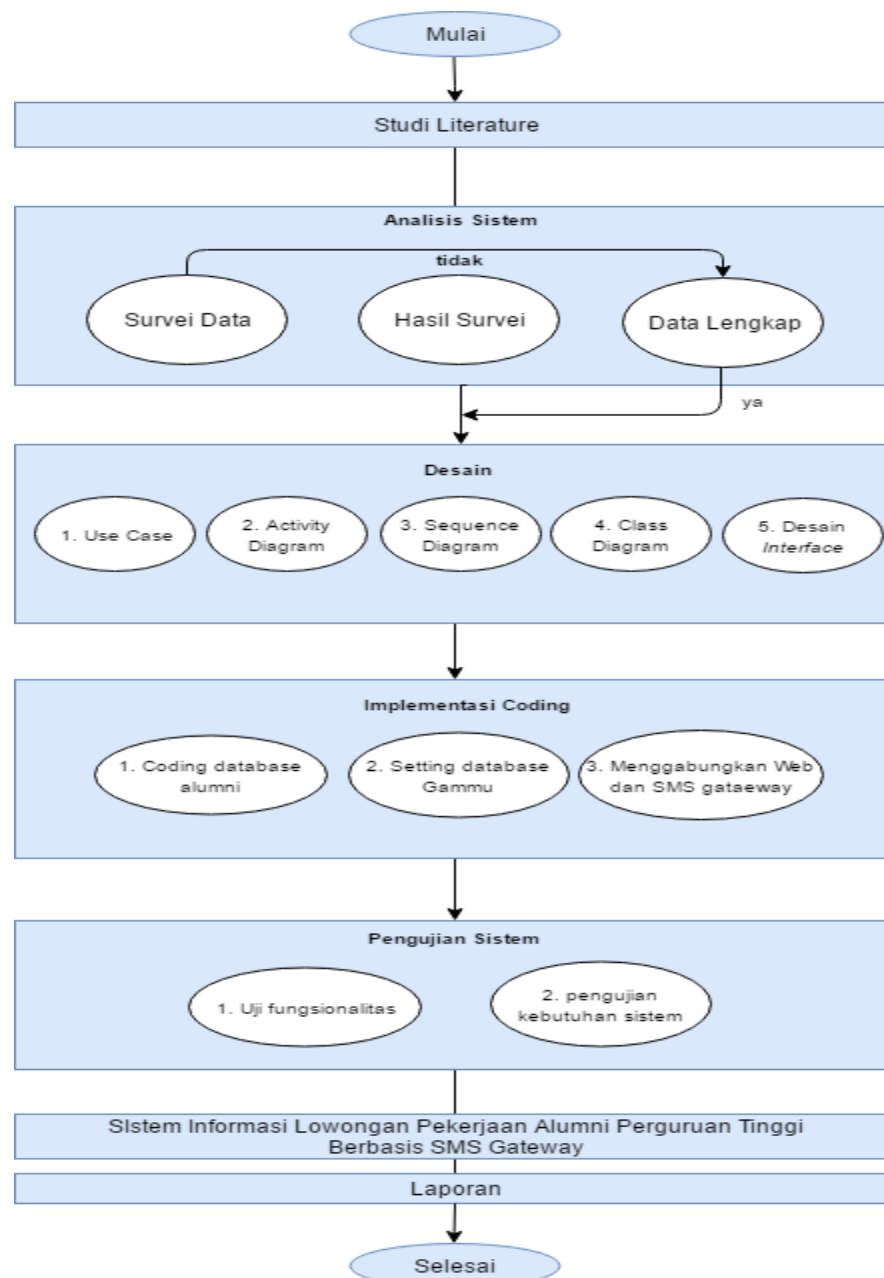 Mulai
Studi Literature
Analisis Sistem
tidak
Survei Data
Hasil Survei
Data Lengkap
ya
Desain
1. Use Case
2. Activity
Diagram
3. Sequence
Diagram
4. Class
Diagram
5. Desain
Interface
Implementasi Coding
1. Coding database
alumni
2. Setting database
Gammu
3. Menggabungkan Web
dan SMS gataeway
Pengujian Sistem
1. Uji fungsionalitas
2. pengujian
kebutuhan sistem
SIstem Informasi Lowongan Pekerjaan Alumni Perguruan Tinggi
Berbasis SMS Gateway
Laporan
Selesai